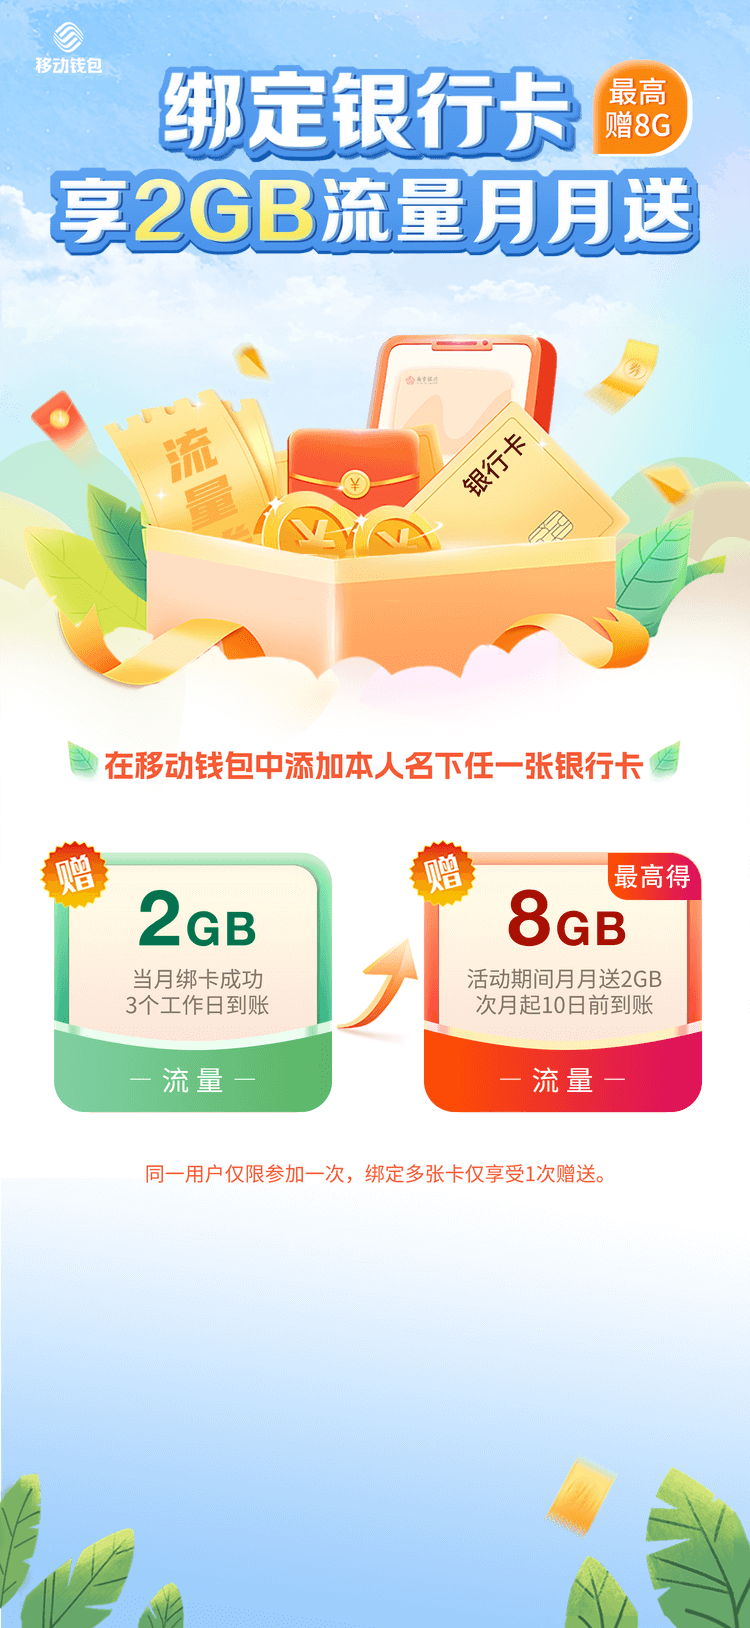 移动钱包
绑定银行卡
最高
赠8G
享2GB流量月月送
流量
银行卡
在移动钱包中添加本人名下任一张银行卡
赠
2GB
当月绑卡成功
3个工作日到账
流量
赠
最高得
8GB
活动期间月月送2GB
次月起10日前到账
流量
同一用户仅限参加一次，绑定多张卡仅享受1次赠送。